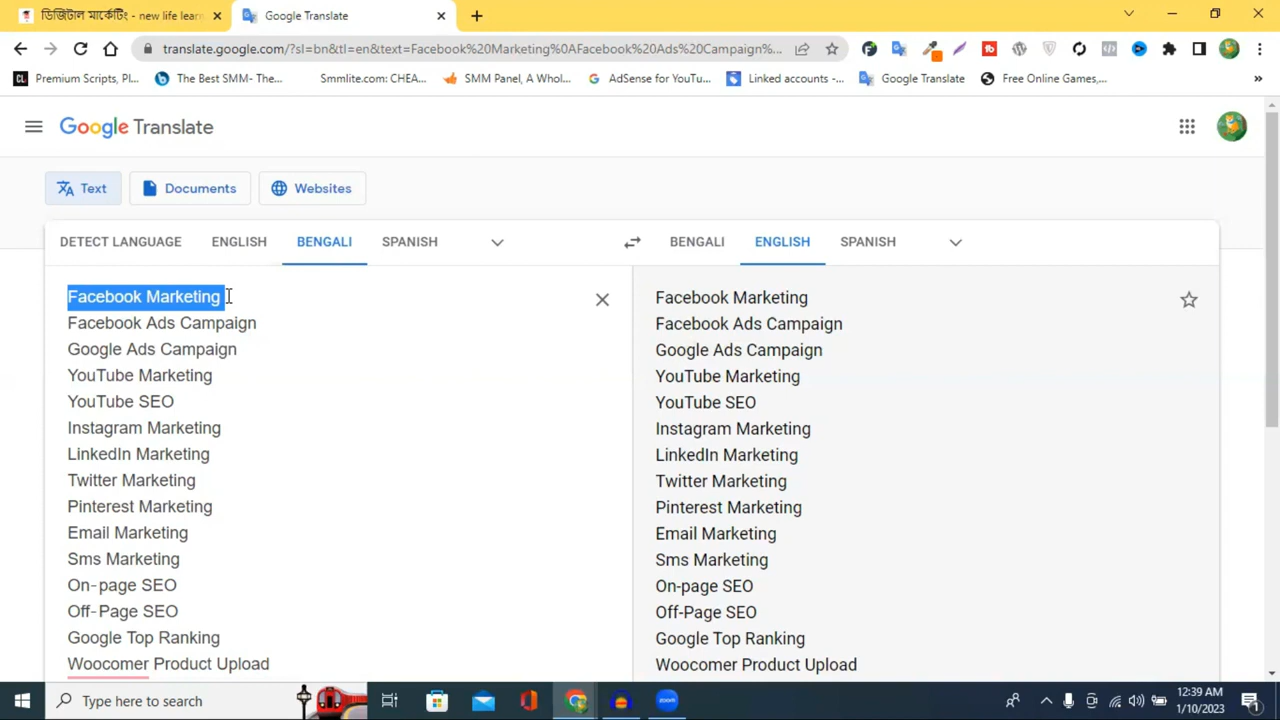 ডিজিটাল মার্কেটিং - new life lear
Google Translate
translate.google.com/?sl=bn&tl=en&text=Facebook%20Marketing%0AFacebook%20Ads%20Campaign%...
Premium Scripts, Pl...
The Best SMM- The...
Smmlite.com: CHEA...
SMM Panel, A Whol...
AdSense for YouTu...
Linked accounts -...
Google Translate
Free Online Games,...
Google Translate
Text
Documents
Websites
DETECT LANGUAGE
ENGLISH
BENGALI
SPANISH
BENGALI
ENGLISH
SPANISH
Facebook Marketing
Facebook Ads Campaign
Google Ads Campaign
YouTube Marketing
YouTube SEO
Instagram Marketing
LinkedIn Marketing
Twitter Marketing
Pinterest Marketing
Email Marketing
Sms Marketing
On-page SEO
Off-Page SEO
Google Top Ranking
Woocomer Product Upload
Facebook Marketing
Facebook Ads Campaign
Google Ads Campaign
YouTube Marketing
YouTube SEO
Instagram Marketing
LinkedIn Marketing
Twitter Marketing
Pinterest Marketing
Email Marketing
Sms Marketing
On-page SEO
Off-Page SEO
Google Top Ranking
Woocomer Product Upload
Type here to search
zoom
12:39 AM
1/10/2023
1